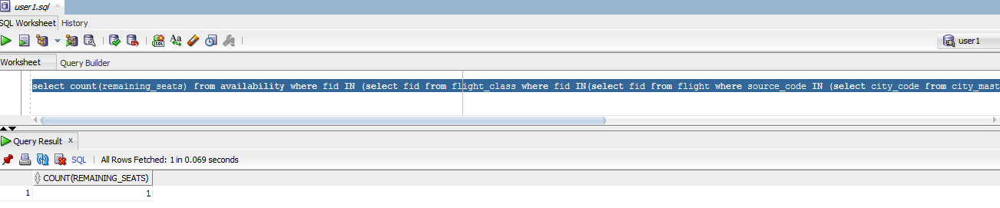 user1.sql
SQL Worksheet History
SQL
Aa
user1
Worksheet Query Builder
select count(remaining_seats) from availability where fid IN (select fid from flight_class where fid IN(select fid from flight where source_code IN (select city_code from city_mast
Query Result x
SQL | All Rows Fetched: 1 in 0.069 seconds
COUNT(REMAINING_SEATS)
1 1